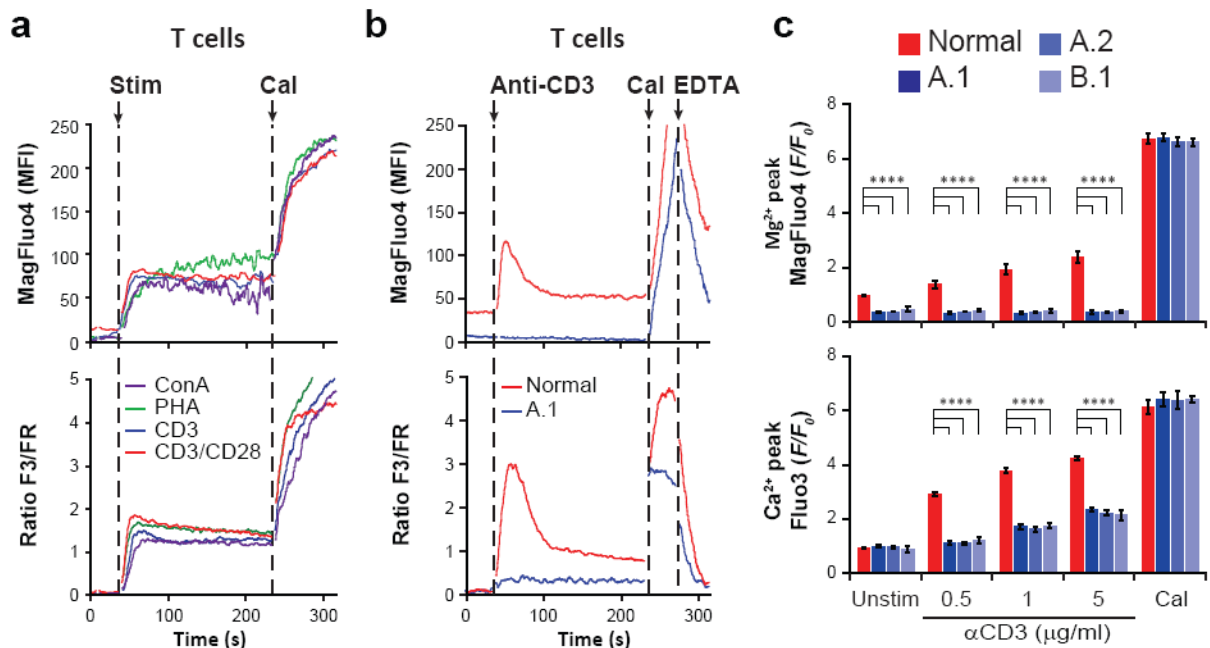 a
T cells
Stim
Cal
MagFluo4 (MFI)
250
200
150
100
50
0
Ratio F3/FR
5
4
3
2
1
0
ConA
PHA
CD3
CD3/CD28
0 100 200 300
Time (s)
b
T cells
Anti-CD3 Cal EDTA
MagFluo4 (MFI)
250
200
150
100
50
0
Ratio F3/FR
5
4
3
2
1
0
Normal
A.1
0 100 200 300
Time (s)
c
Normal A.2
A.1 B.1
Mg²⁺ peak
MagFluo4 (F/F₀)
8
6
4
2
0
**** **** **** ****
Ca²⁺ peak
Fluo3 (F/F₀)
8
6
4
2
0
**** **** ****
Unstim 0.5 1 5 Cal
αCD3 (μg/ml)